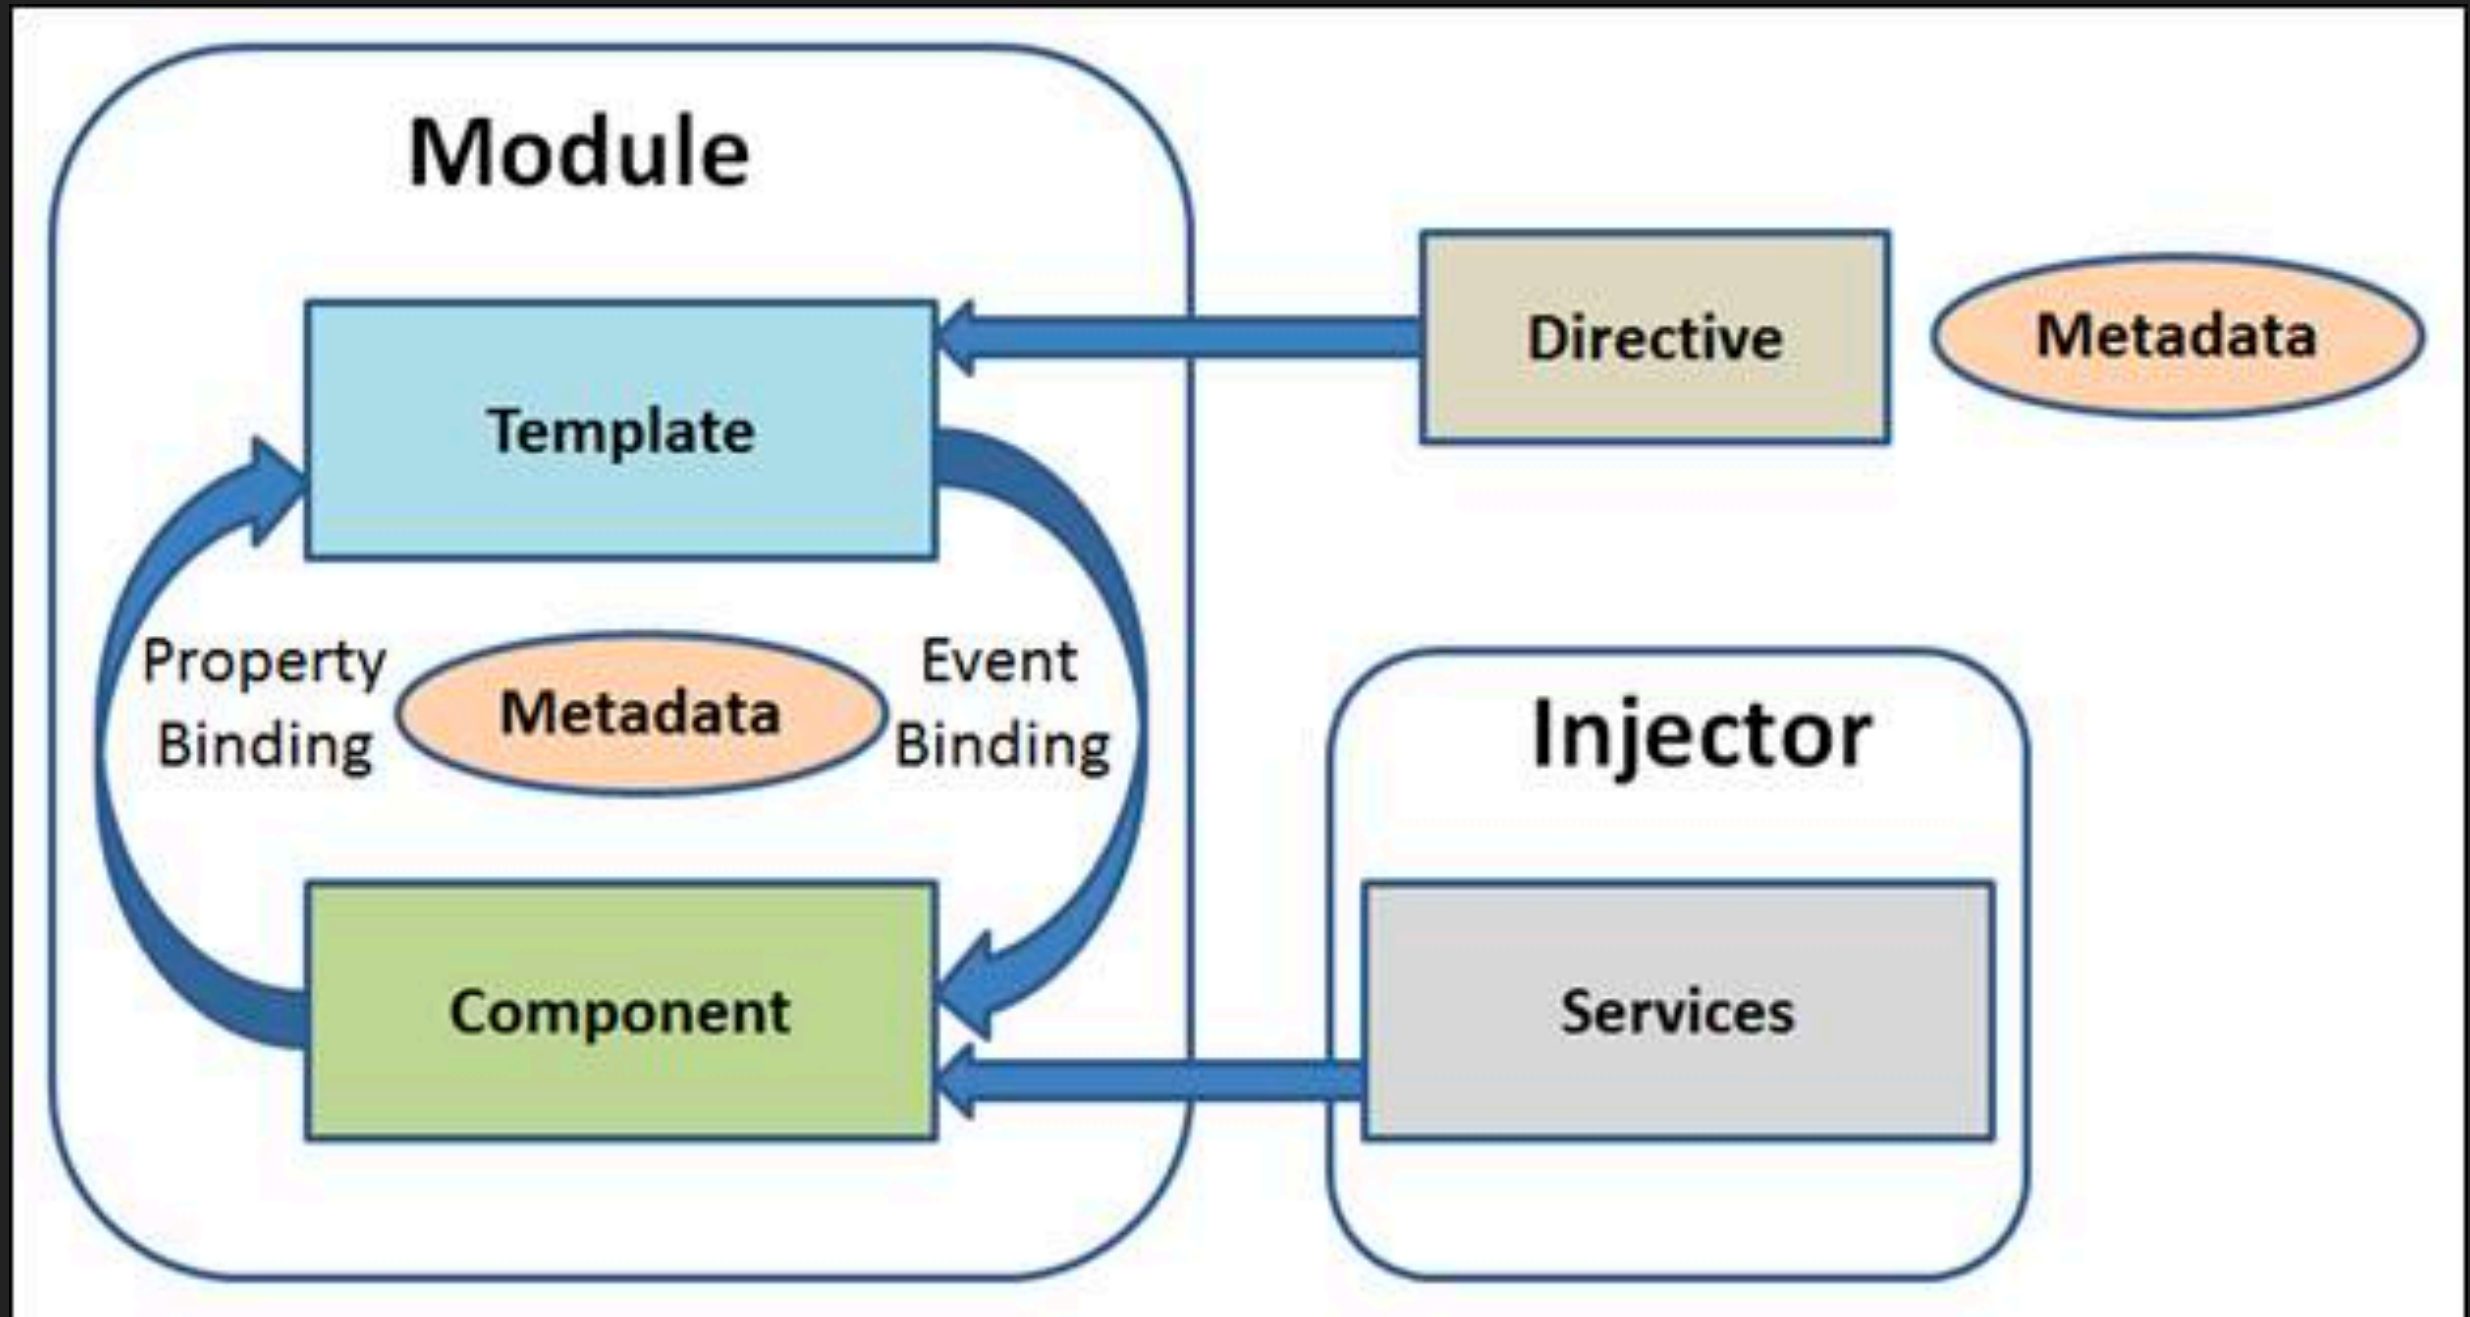 Module
Template
Directive
Metadata
Property
Binding
Metadata
Event
Binding
Injector
Component
Services